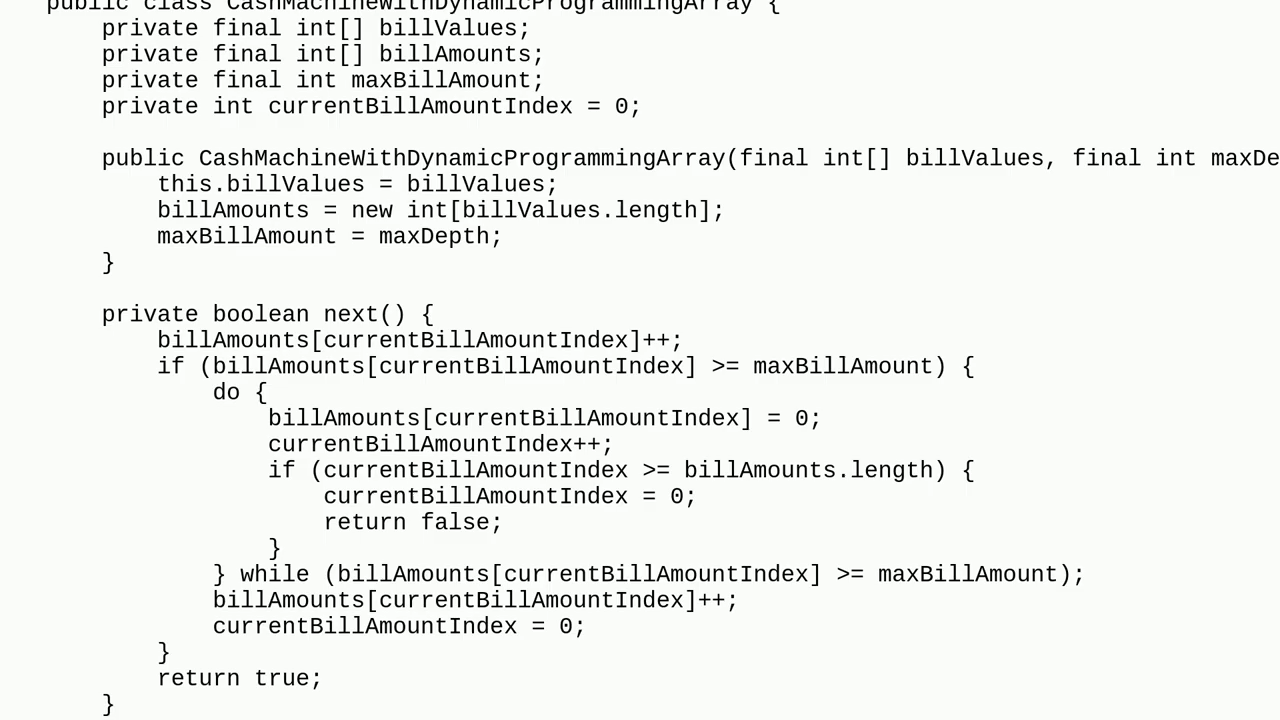 public class CashMachineWithDynamicProgrammingArray {
    private final int[] billValues;
    private final int[] billAmounts;
    private final int maxBillAmount;
    private int currentBillAmountIndex = 0;

    public CashMachineWithDynamicProgrammingArray(final int[] billValues, final int maxDe
        this.billValues = billValues;
        billAmounts = new int[billValues.length];
        maxBillAmount = maxDepth;
    }

    private boolean next() {
        billAmounts[currentBillAmountIndex]++;
        if (billAmounts[currentBillAmountIndex] >= maxBillAmount) {
            do {
                billAmounts[currentBillAmountIndex] = 0;
                currentBillAmountIndex++;
                if (currentBillAmountIndex >= billAmounts.length) {
                    currentBillAmountIndex = 0;
                    return false;
                }
            } while (billAmounts[currentBillAmountIndex] >= maxBillAmount);
            billAmounts[currentBillAmountIndex]++;
            currentBillAmountIndex = 0;
        }
        return true;
    }